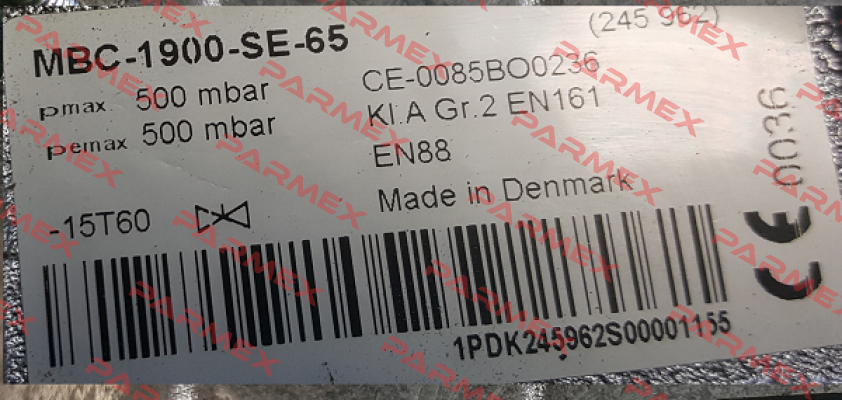 MBC-1900-SE-65
(245 962)
pmax 500 mbar
pemax 500 mbar
CE-0085BO0236
Kl.A Gr.2 EN161
EN88
-15T60
Made in Denmark
CE 0036
1PDK245962S00001155
PARMEX